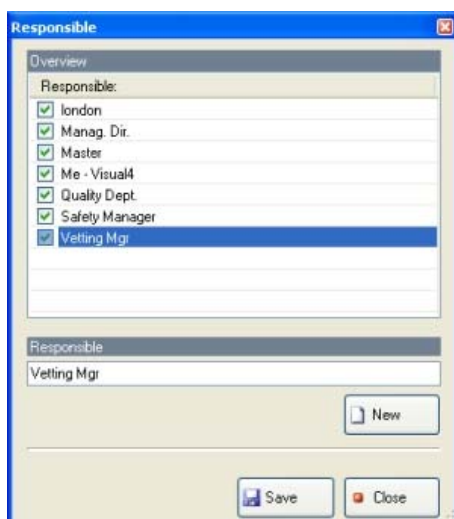 Responsible
Overview
Responsible:
london
Manag. Dir.
Master
Me - Visual4
Quality Dept.
Safety Manager
Vetting Mgr
Responsible
Vetting Mgr
New
Save
Close